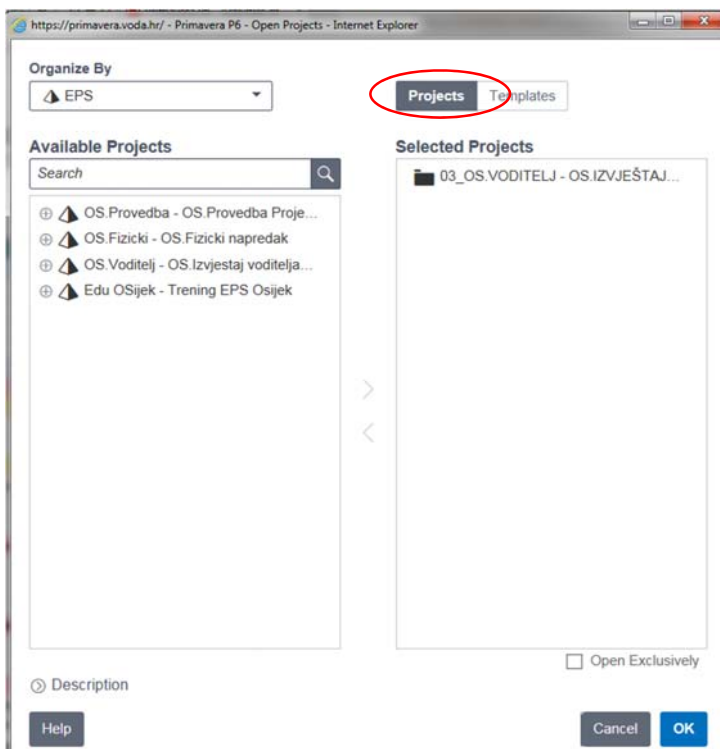 https://primavera.voda.hr/ - Primavera P6 - Open Projects - Internet Explorer
Organize By
EPS
Projects Templates
Available Projects
Selected Projects
Search
03_OS.VODITELJ - OS.IZVJEŠTAJ...
OS.Provedba - OS.Provedba Proje...
OS.Fizicki - OS.Fizicki napredak
OS.Voditelj - OS.Izvjestaj voditelja...
Edu OSijek - Trening EPS Osijek
Open Exclusively
Description
Help
Cancel OK